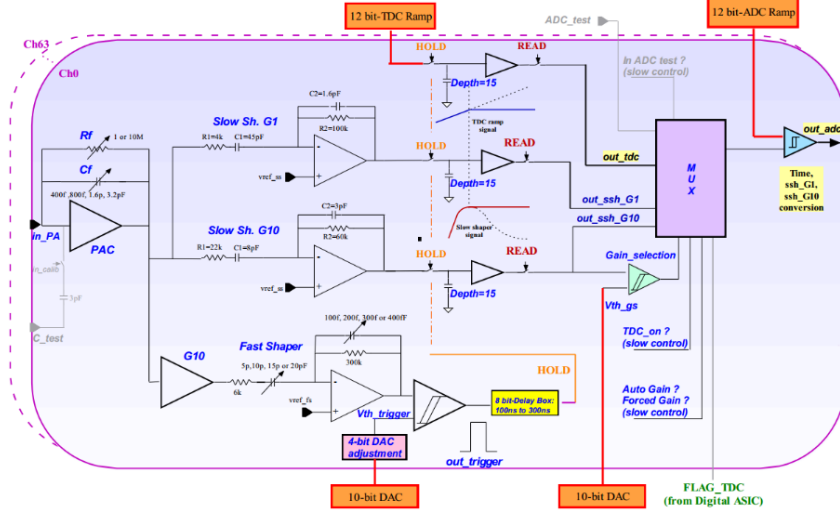 12 bit-TDC Ramp
12 bit-ADC Ramp
ADC_test
Ch63
Ch0
HOLD
READ
Depth=15
In ADC test ?
(slow control)
C2=1.6pF
Slow Sh. G1
R1=4k
C1=45pF
R2=100k
vref_ss
TDC ramp
signal
Rf
1 or 10M
Cf
400f ,800f, 1.6p, 3.2pF
in_PA
PAC
in_calib
3pF
C_test
HOLD
READ
Depth=15
out_tdc
out_ssh_G1
out_ssh_G10
MUX
out_adc
Time,
ssh_G1,
ssh_G10
conversion
Slow Sh. G10
C2=3pF
R1=22k
C1=8pF
R2=60k
vref_ss
Slow shaper
signal
HOLD
READ
Depth=15
Gain_selection
Vth_gs
TDC_on ?
(slow control)
G10
Fast Shaper
100f, 200f, 300f or 400fF
5p,10p, 15p or 20pF
300k
6k
vref_fs
Vth_trigger
HOLD
8 bit-Delay Box:
100ns to 300ns
4-bit DAC
adjustment
out_trigger
Auto Gain ?
Forced Gain ?
(slow control)
10-bit DAC
10-bit DAC
FLAG_TDC
(from Digital ASIC)